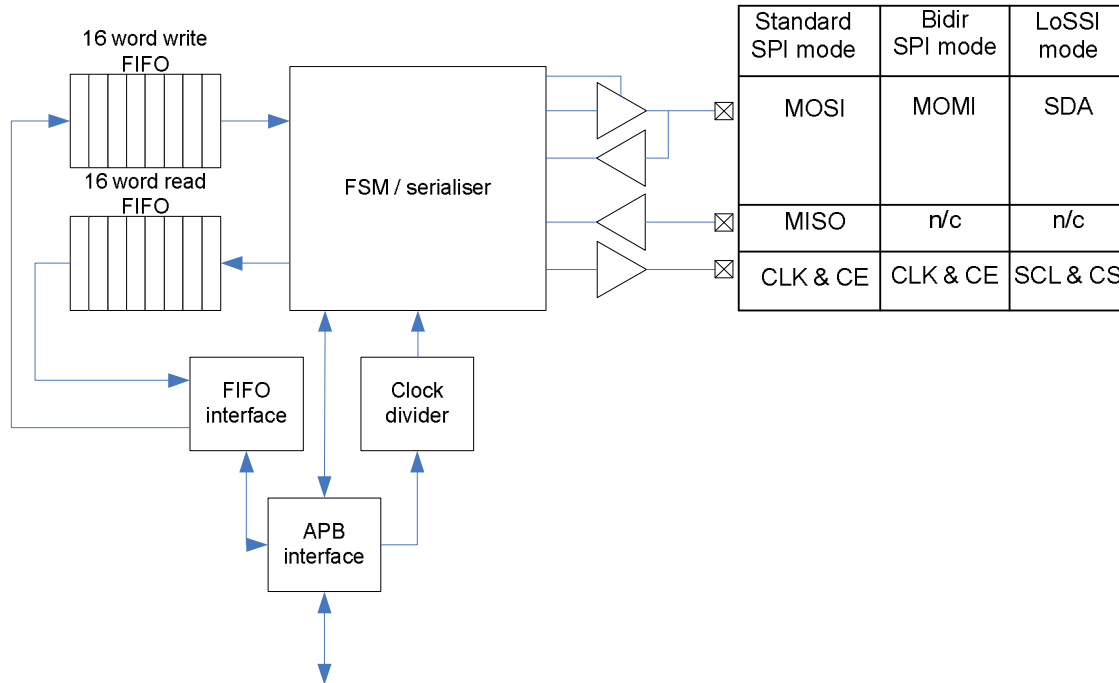 16 word write
FIFO
16 word read
FIFO
FSM / serialiser
FIFO
interface
Clock
divider
APB
interface
Standard
SPI mode
Bidir
SPI mode
LoSSI
mode
MOSI
MOMI
SDA
MISO
n/c
n/c
CLK & CE
CLK & CE
SCL & CS